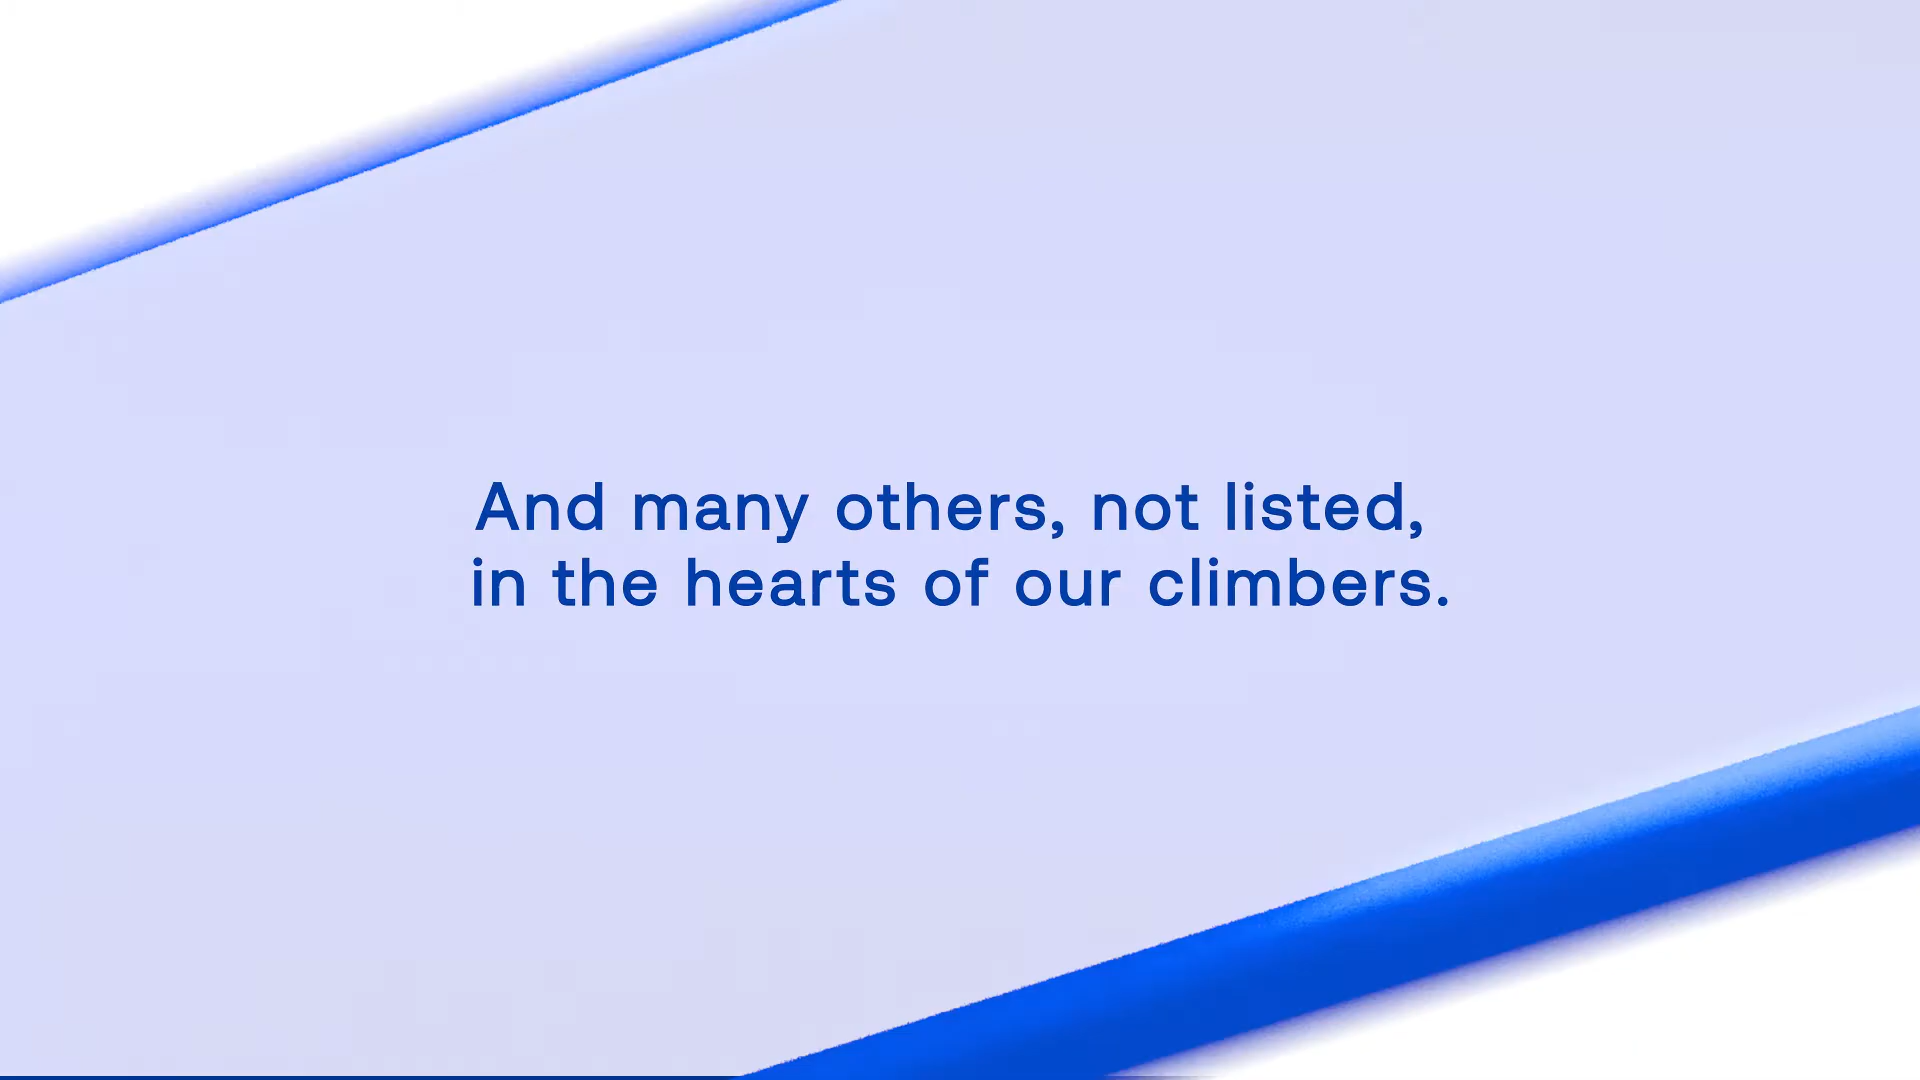 And many others, not listed,
in the hearts of our climbers.